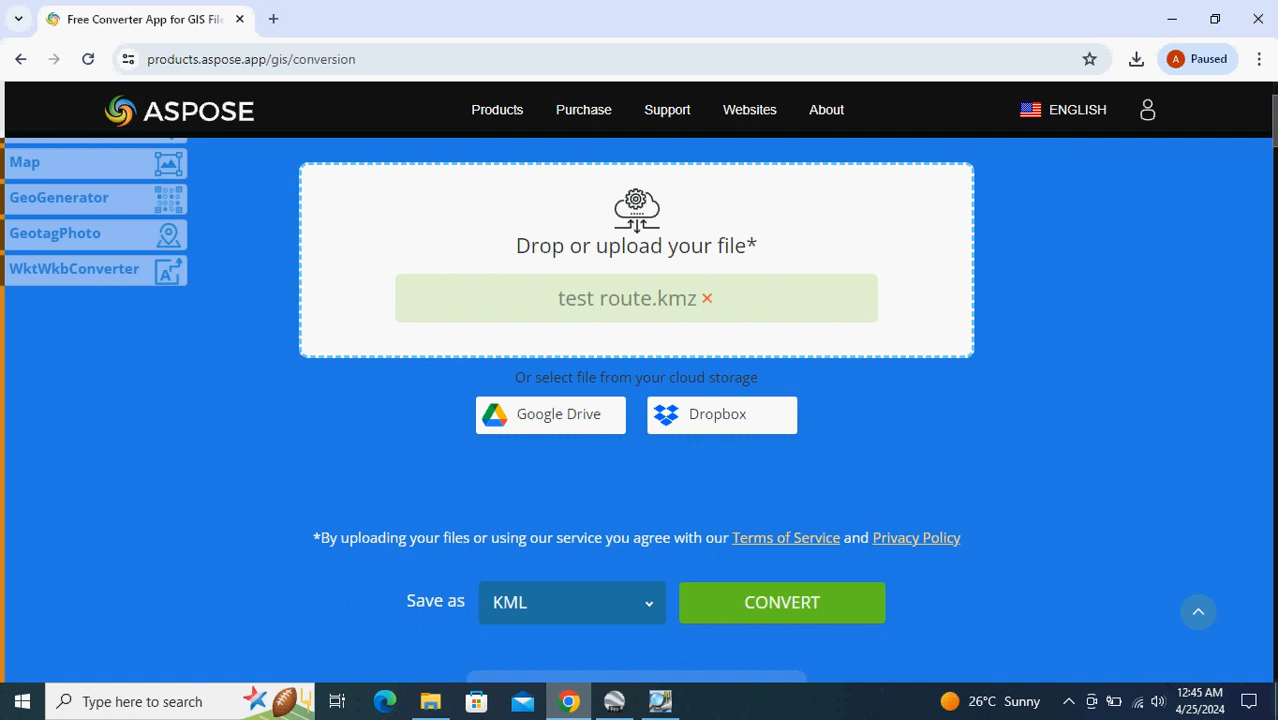 Free Converter App for GIS File
products.aspose.app/gis/conversion
A Paused
ASPOSE
Products Purchase Support Websites About
ENGLISH
Map
GeoGenerator
GeotagPhoto
WktWkbConverter
Drop or upload your file*
test route.kmz ×
Or select file from your cloud storage
Google Drive Dropbox
*By uploading your files or using our service you agree with our Terms of Service and Privacy Policy
Save as KML CONVERT
Type here to search
26°C Sunny
12:45 AM
4/25/2024